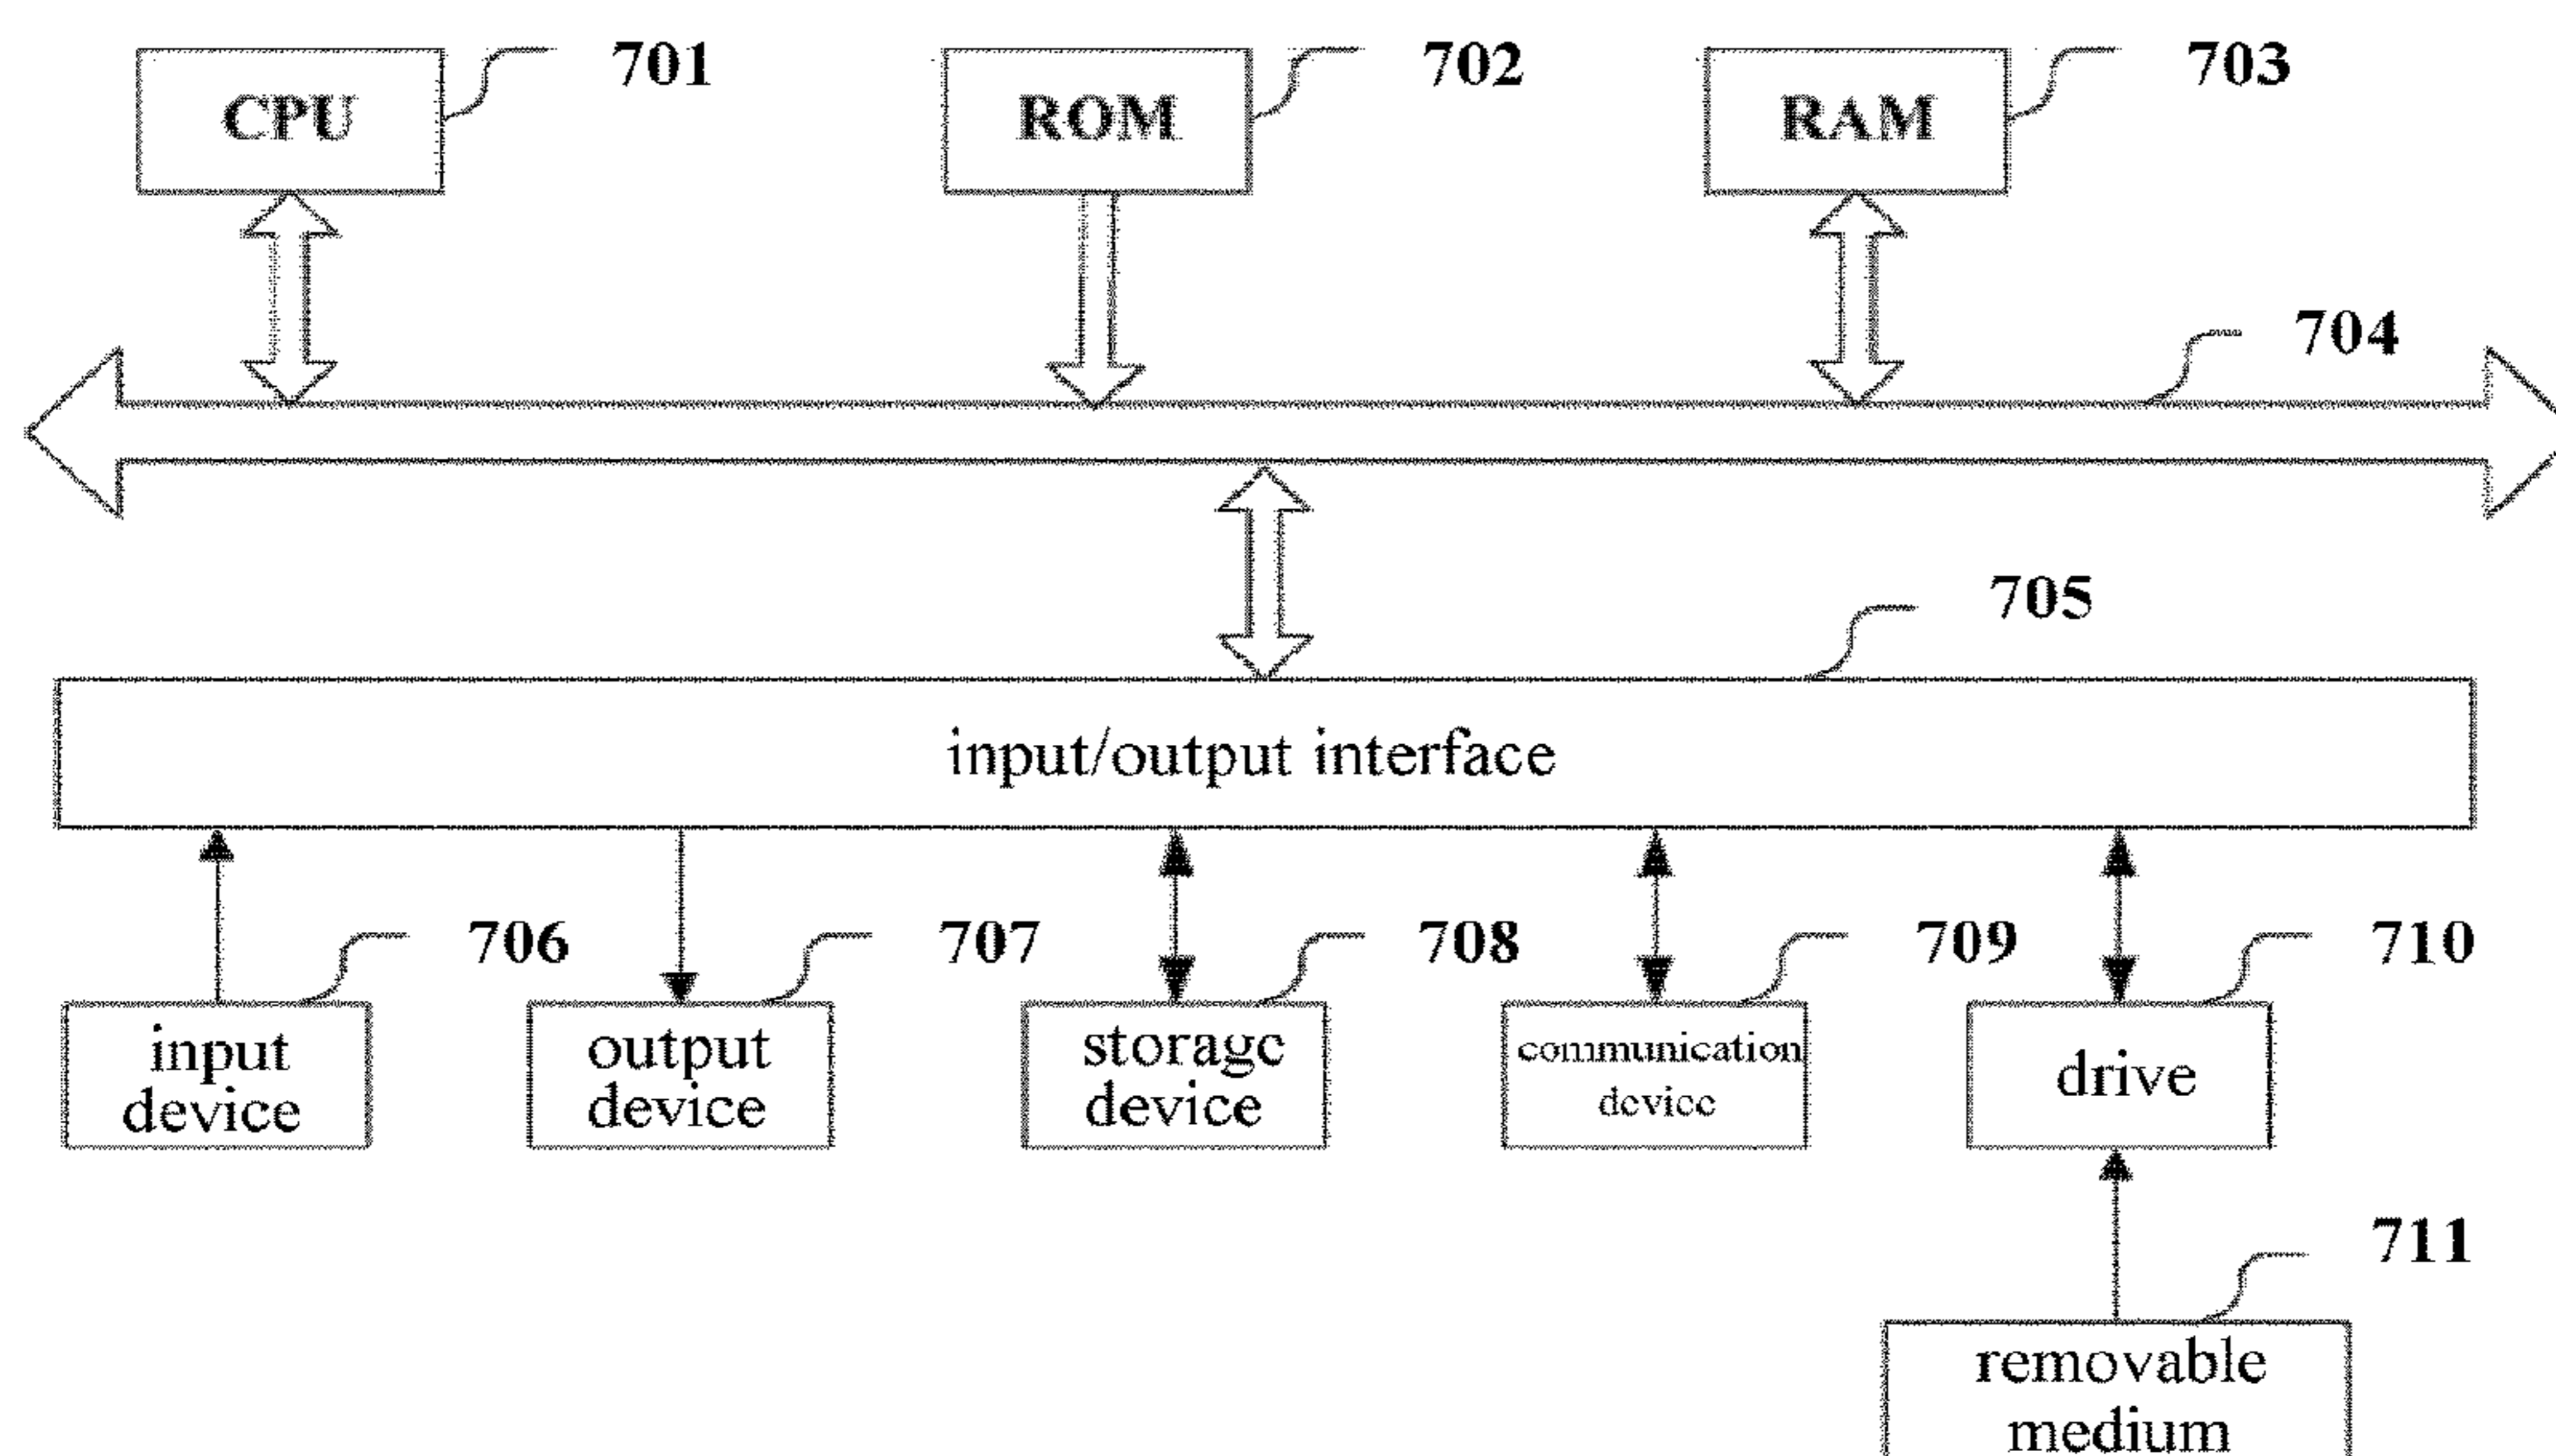 CPU 701 ROM 702 RAM 703
704
705
input/output interface
706 707 708 709 710
input
device
output
device
storage
device
communication
device
drive
711
removable
medium